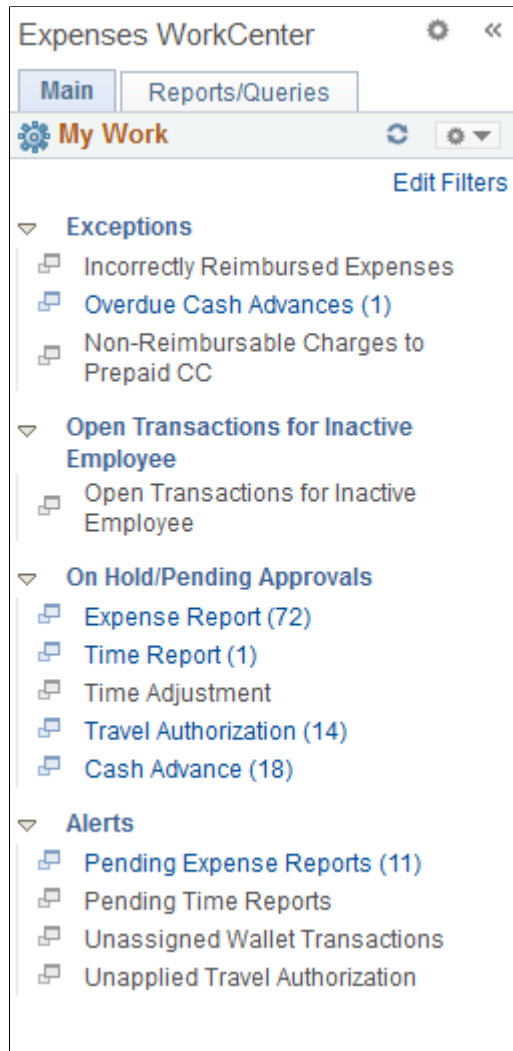 Expenses WorkCenter
Main
Reports/Queries
My Work
Edit Filters
Exceptions
Incorrectly Reimbursed Expenses
Overdue Cash Advances (1)
Non-Reimbursable Charges to
Prepaid CC
Open Transactions for Inactive
Employee
Open Transactions for Inactive
Employee
On Hold/Pending Approvals
Expense Report (72)
Time Report (1)
Time Adjustment
Travel Authorization (14)
Cash Advance (18)
Alerts
Pending Expense Reports (11)
Pending Time Reports
Unassigned Wallet Transactions
Unapplied Travel Authorization